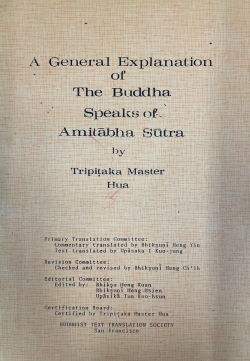 A General Explanation
of
The Buddha
Speaks of
Amitābha Sūtra
by
Tripiṭaka Master
Hua
Primary Translation Committee:
Commentary translated by Bhikṣuṇī Heng Yin
Text translated by Upāsaka I Kuo-jung
Revision Committee:
Checked and revised by Bhikṣuṇī Heng Ch'ih
Editorial Committee:
Edited by: Bhikṣu Heng Kuan
Bhikṣuṇī Heng Hsien
Upāsikā Kuo-hsun
Certification Board:
Certified by Tripiṭaka Master Hua
BUDDHIST TEXT TRANSLATION SOCIETY
San Francisco